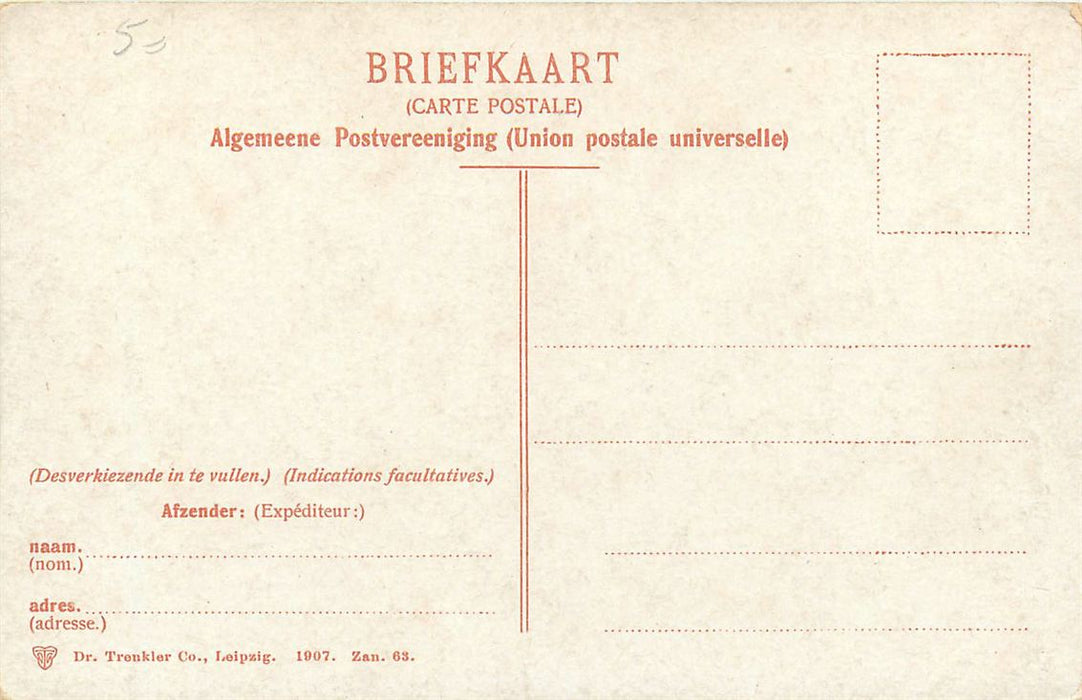 5=
BRIEFKAART
(CARTE POSTALE)
Algemeene Postvereeniging (Union postale universelle)
(Desverkiezende in te vullen.) (Indications facultatives.)
Afzender: (Expéditeur:)
naam.
(nom.)
adres.
(adresse.)
Dr. Trenkler Co., Leipzig. 1907. Zan. 63.